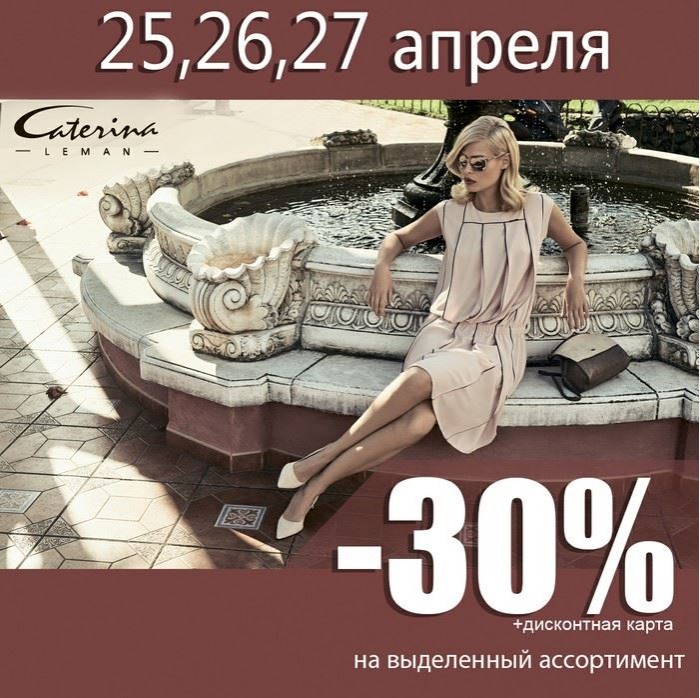 25,26,27 апреля
Caterina
LEMAN
-30%
+дисконтная карта
на выделенный ассортимент